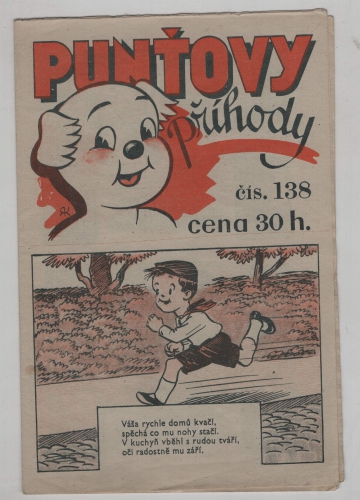 PUNŤOVY
Příhody
čís. 138
cena 30 h.
Váša rychle domů kvačí,
spěchá co mu nohy stačí.
V kuchyň vběhl s rudou tváří,
oči radostně mu září.